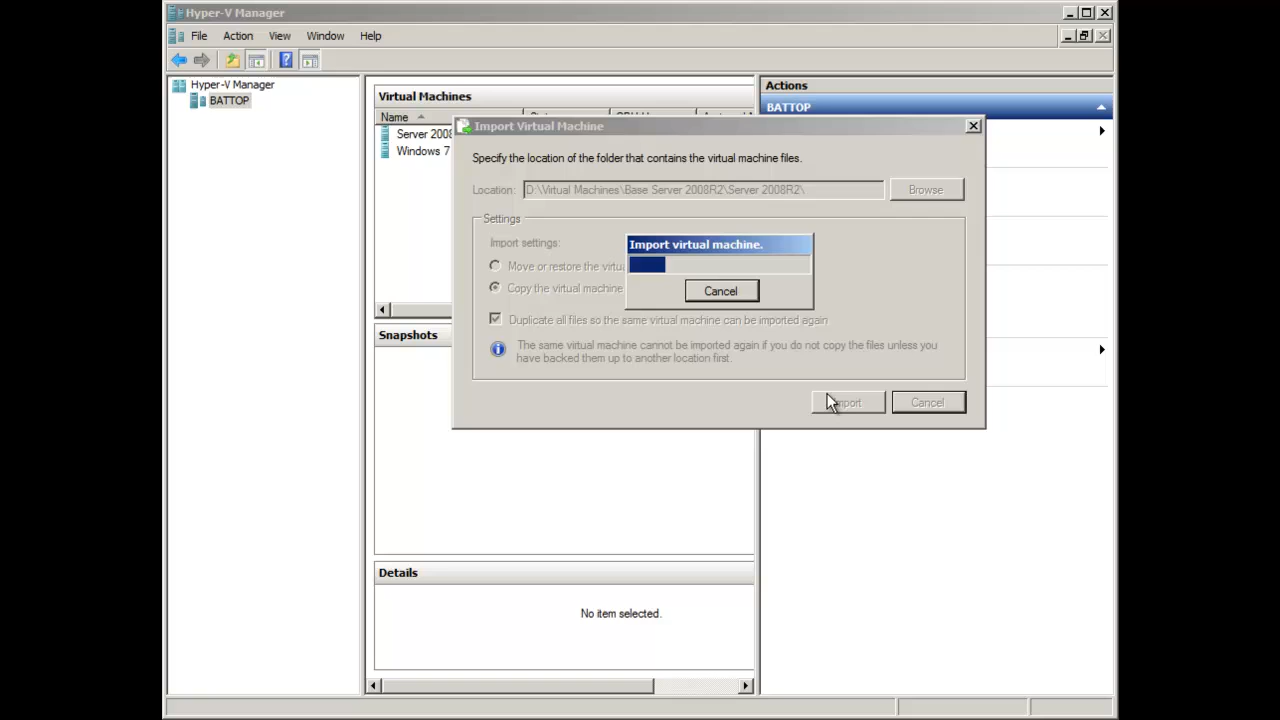 Hyper-V Manager
File Action View Window Help
Hyper-V Manager
BATTOP
Virtual Machines
Name
Server 2008
Windows 7
Snapshots
Details
No item selected.
Actions
BATTOP
Import Virtual Machine
Specify the location of the folder that contains the virtual machine files.
Location: D:\Virtual Machines\Base Server 2008R2\Server 2008R2\ Browse
Settings
Import settings:
Move or restore the virtu
Copy the virtual machine
Duplicate all files so the same virtual machine can be imported again
The same virtual machine cannot be imported again if you do not copy the files unless you
have backed them up to another location first.
Import virtual machine.
Cancel
mport Cancel